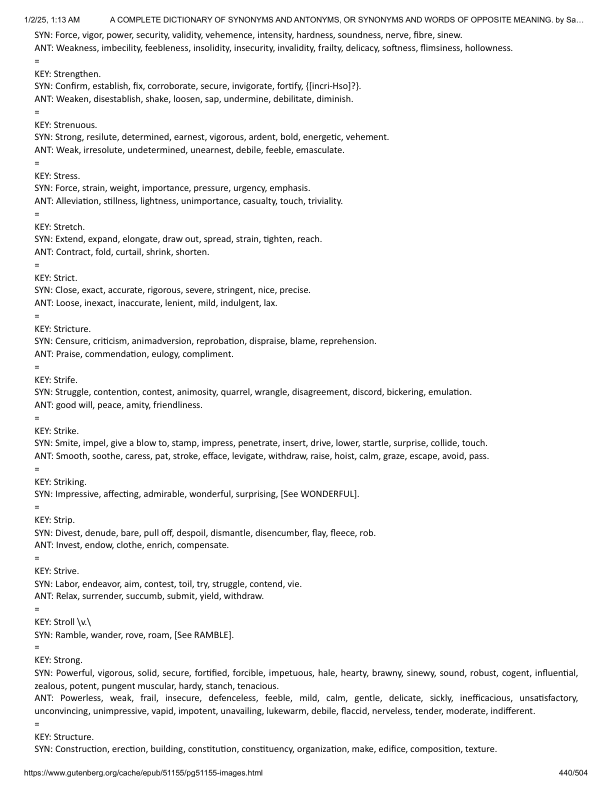 1/2/25, 1:13 AM A COMPLETE DICTIONARY OF SYNONYMS AND ANTONYMS, OR SYNONYMS AND WORDS OF OPPOSITE MEANING. by Sa…
SYN: Force, vigor, power, security, validity, vehemence, intensity, hardness, soundness, nerve, fibre, sinew.
ANT: Weakness, imbecility, feebleness, insolidity, insecurity, invalidity, frailty, delicacy, softness, flimsiness, hollowness.
=
KEY: Strengthen.
SYN: Confirm, establish, fix, corroborate, secure, invigorate, fortify, {[incri-Hso]?}.
ANT: Weaken, disestablish, shake, loosen, sap, undermine, debilitate, diminish.
=
KEY: Strenuous.
SYN: Strong, resilute, determined, earnest, vigorous, ardent, bold, energetic, vehement.
ANT: Weak, irresolute, undetermined, unearnest, debile, feeble, emasculate.
=
KEY: Stress.
SYN: Force, strain, weight, importance, pressure, urgency, emphasis.
ANT: Alleviation, stillness, lightness, unimportance, casualty, touch, triviality.
=
KEY: Stretch.
SYN: Extend, expand, elongate, draw out, spread, strain, tighten, reach.
ANT: Contract, fold, curtail, shrink, shorten.
=
KEY: Strict.
SYN: Close, exact, accurate, rigorous, severe, stringent, nice, precise.
ANT: Loose, inexact, inaccurate, lenient, mild, indulgent, lax.
=
KEY: Stricture.
SYN: Censure, criticism, animadversion, reprobation, dispraise, blame, reprehension.
ANT: Praise, commendation, eulogy, compliment.
=
KEY: Strife.
SYN: Struggle, contention, contest, animosity, quarrel, wrangle, disagreement, discord, bickering, emulation.
ANT: good will, peace, amity, friendliness.
=
KEY: Strike.
SYN: Smite, impel, give a blow to, stamp, impress, penetrate, insert, drive, lower, startle, surprise, collide, touch.
ANT: Smooth, soothe, caress, pat, stroke, efface, levigate, withdraw, raise, hoist, calm, graze, escape, avoid, pass.
=
KEY: Striking.
SYN: Impressive, affecting, admirable, wonderful, surprising, [See WONDERFUL].
=
KEY: Strip.
SYN: Divest, denude, bare, pull off, despoil, dismantle, disencumber, flay, fleece, rob.
ANT: Invest, endow, clothe, enrich, compensate.
=
KEY: Strive.
SYN: Labor, endeavor, aim, contest, toil, try, struggle, contend, vie.
ANT: Relax, surrender, succumb, submit, yield, withdraw.
=
KEY: Stroll \v.\
SYN: Ramble, wander, rove, roam, [See RAMBLE].
=
KEY: Strong.
SYN: Powerful, vigorous, solid, secure, fortified, forcible, impetuous, hale, hearty, brawny, sinewy, sound, robust, cogent, influential,
zealous, potent, pungent muscular, hardy, stanch, tenacious.
ANT: Powerless, weak, frail, insecure, defenceless, feeble, mild, calm, gentle, delicate, sickly, inefficacious, unsatisfactory,
unconvincing, unimpressive, vapid, impotent, unavailing, lukewarm, debile, flaccid, nerveless, tender, moderate, indifferent.
=
KEY: Structure.
SYN: Construction, erection, building, constitution, constituency, organization, make, edifice, composition, texture.
https://www.gutenberg.org/cache/epub/51155/pg51155-images.html 440/504